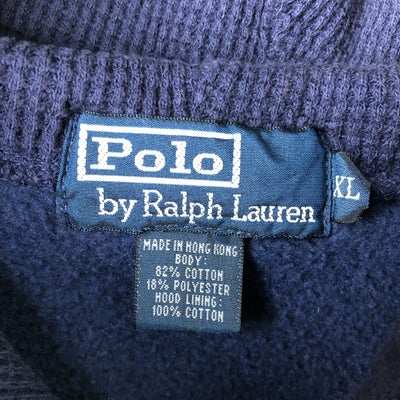 Polo
by Ralph Lauren
XL
MADE IN HONG KONG
BODY:
82% COTTON
18% POLYESTER
HOOD LINING:
100% COTTON